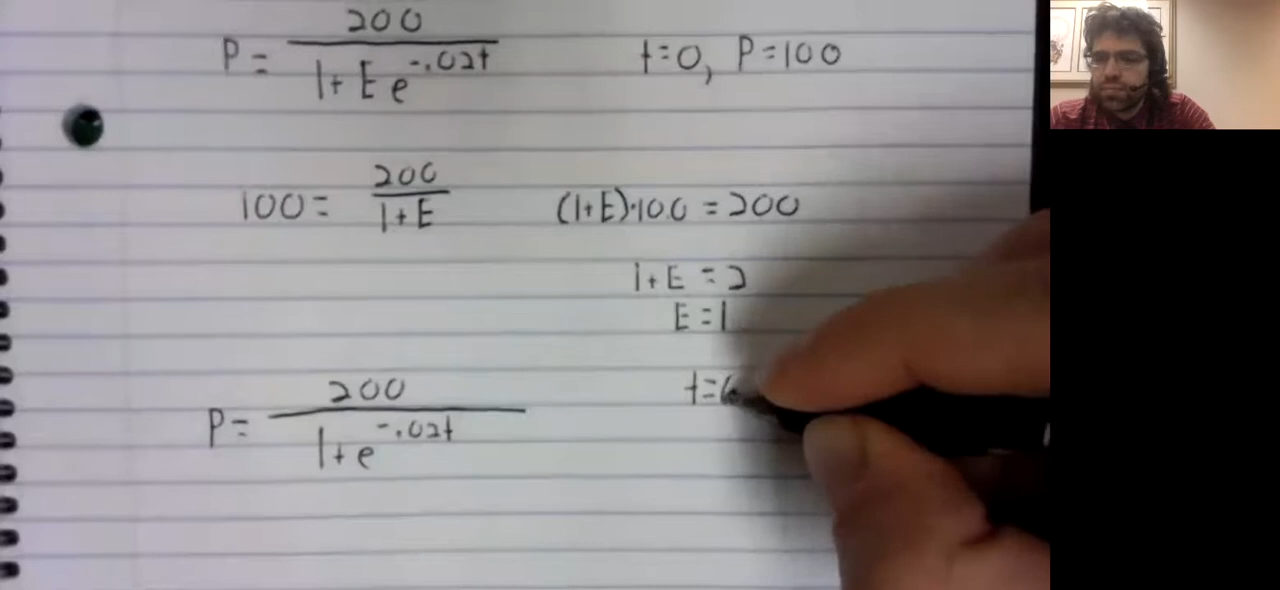 P = 200 / (1 + E e^(-.02t))    t=0, P=100
100 = 200 / (1+E)    (1+E)·100 = 200
1+E = 2
E = 1
P = 200 / (1+e^(-.02t))    t=